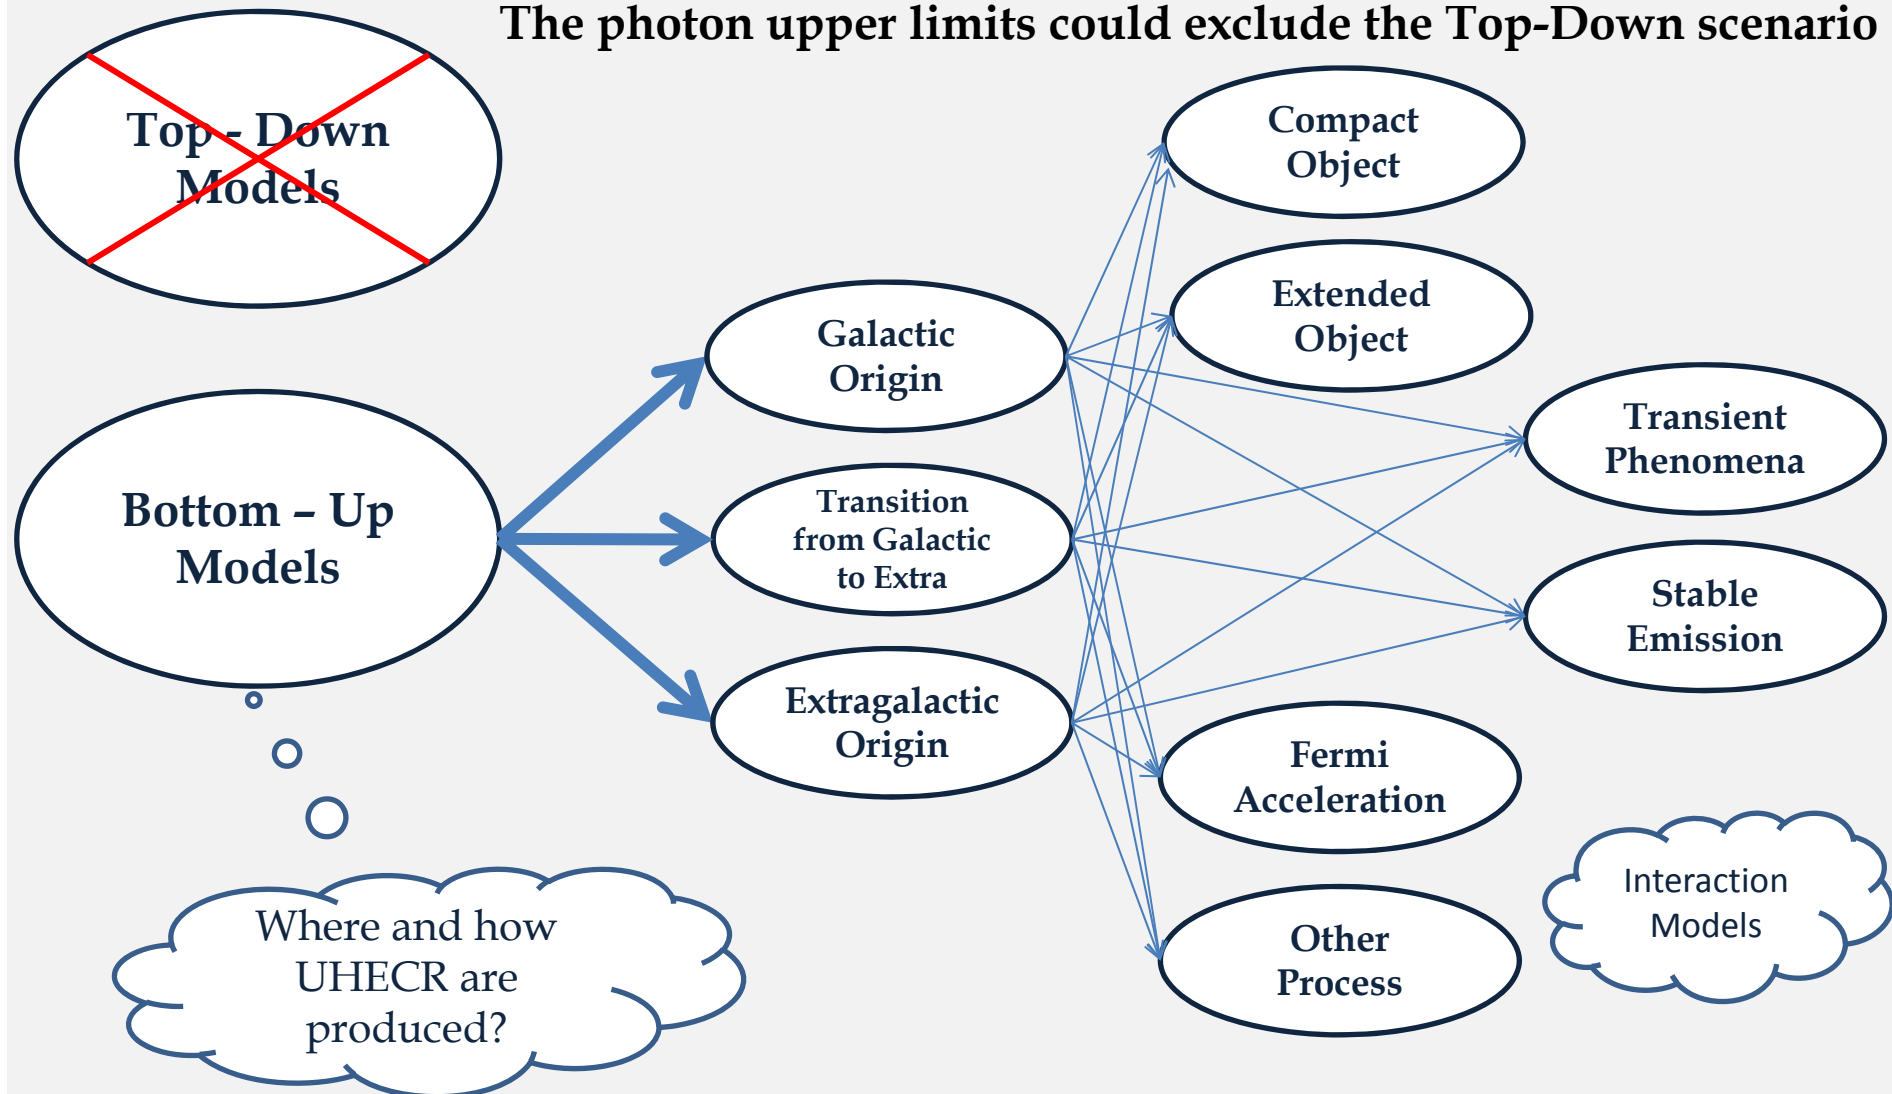 The photon upper limits could exclude the Top-Down scenario
Top - Down
Models
Bottom – Up
Models
Where and how
UHECR are
produced?
Galactic
Origin
Transition
from Galactic
to Extra
Extragalactic
Origin
Compact
Object
Extended
Object
Transient
Phenomena
Stable
Emission
Fermi
Acceleration
Other
Process
Interaction
Models